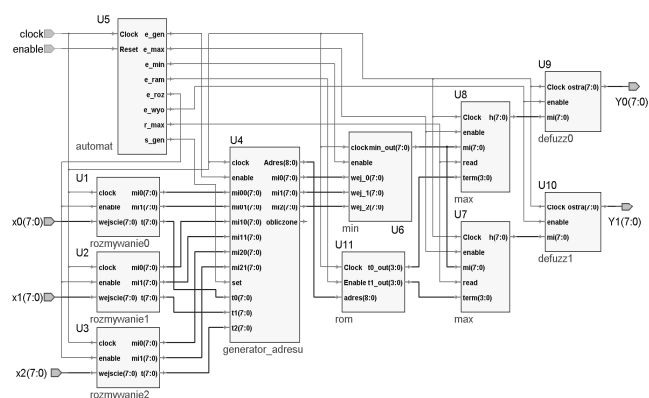 clock
enable
U5
Clock e_gen
Reset e_max
e_min
e_ram
e_roz
e_wyo
r_max
s_gen
automat
U9
Clock ostra(7:0)
enable
mi(7:0)
defuzz0
Y0(7:0)
U8
Clock h(7:0)
enable
mi(7:0)
read
term(3:0)
max
U4
clock Adres(8:0)
enable mi0(7:0)
mi00(7:0) mi1(7:0)
mi01(7:0) mi2(7:0)
mi10(7:0) obliczone
mi11(7:0)
mi20(7:0)
mi21(7:0)
set
t0(7:0)
t1(7:0)
t2(7:0)
generator_adresu
clock min_out(7:0)
enable
wej_0(7:0)
wej_1(7:0)
wej_2(7:0)
min
U6
U10
Clock ostra(7:0)
enable
mi(7:0)
defuzz1
Y1(7:0)
U1
clock mi0(7:0)
enable mi1(7:0)
wejscie(7:0) t(7:0)
rozmywanie0
x0(7:0)
U7
Clock h(7:0)
enable
mi(7:0)
read
term(3:0)
max
U11
Clock t0_out(3:0)
Enable t1_out(3:0)
adres(8:0)
rom
U2
clock mi0(7:0)
enable mi1(7:0)
wejscie(7:0) t(7:0)
rozmywanie1
x1(7:0)
U3
clock mi0(7:0)
enable mi1(7:0)
wejscie(7:0) t(7:0)
rozmywanie2
x2(7:0)